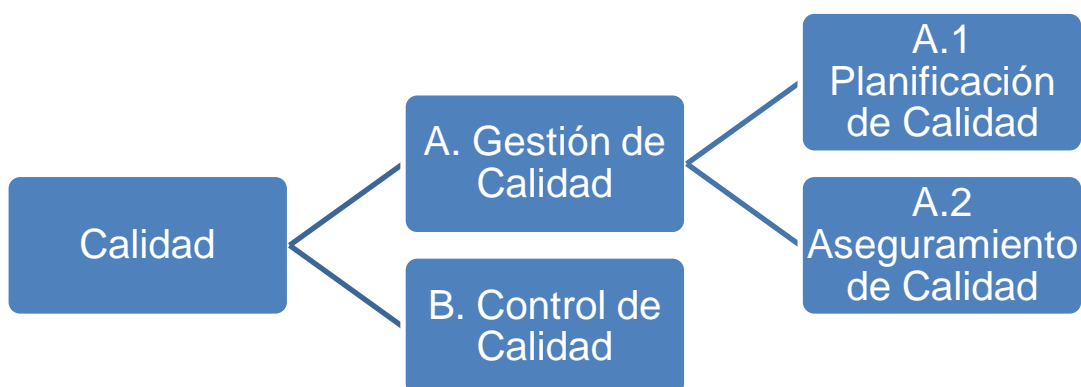 Calidad
A. Gestión de
Calidad
B. Control de
Calidad
A.1
Planificación
de Calidad
A.2
Aseguramiento
de Calidad